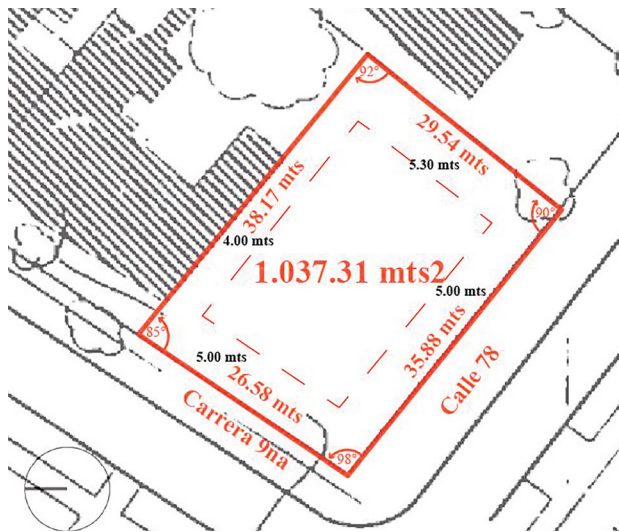 92°
29.54 mts
5.30 mts
38.17 mts
90°
4.00 mts
1.037.31 mts2
5.00 mts
35.88 mts
85°
5.00 mts
26.58 mts
Calle 78
Carrera 9na
98°